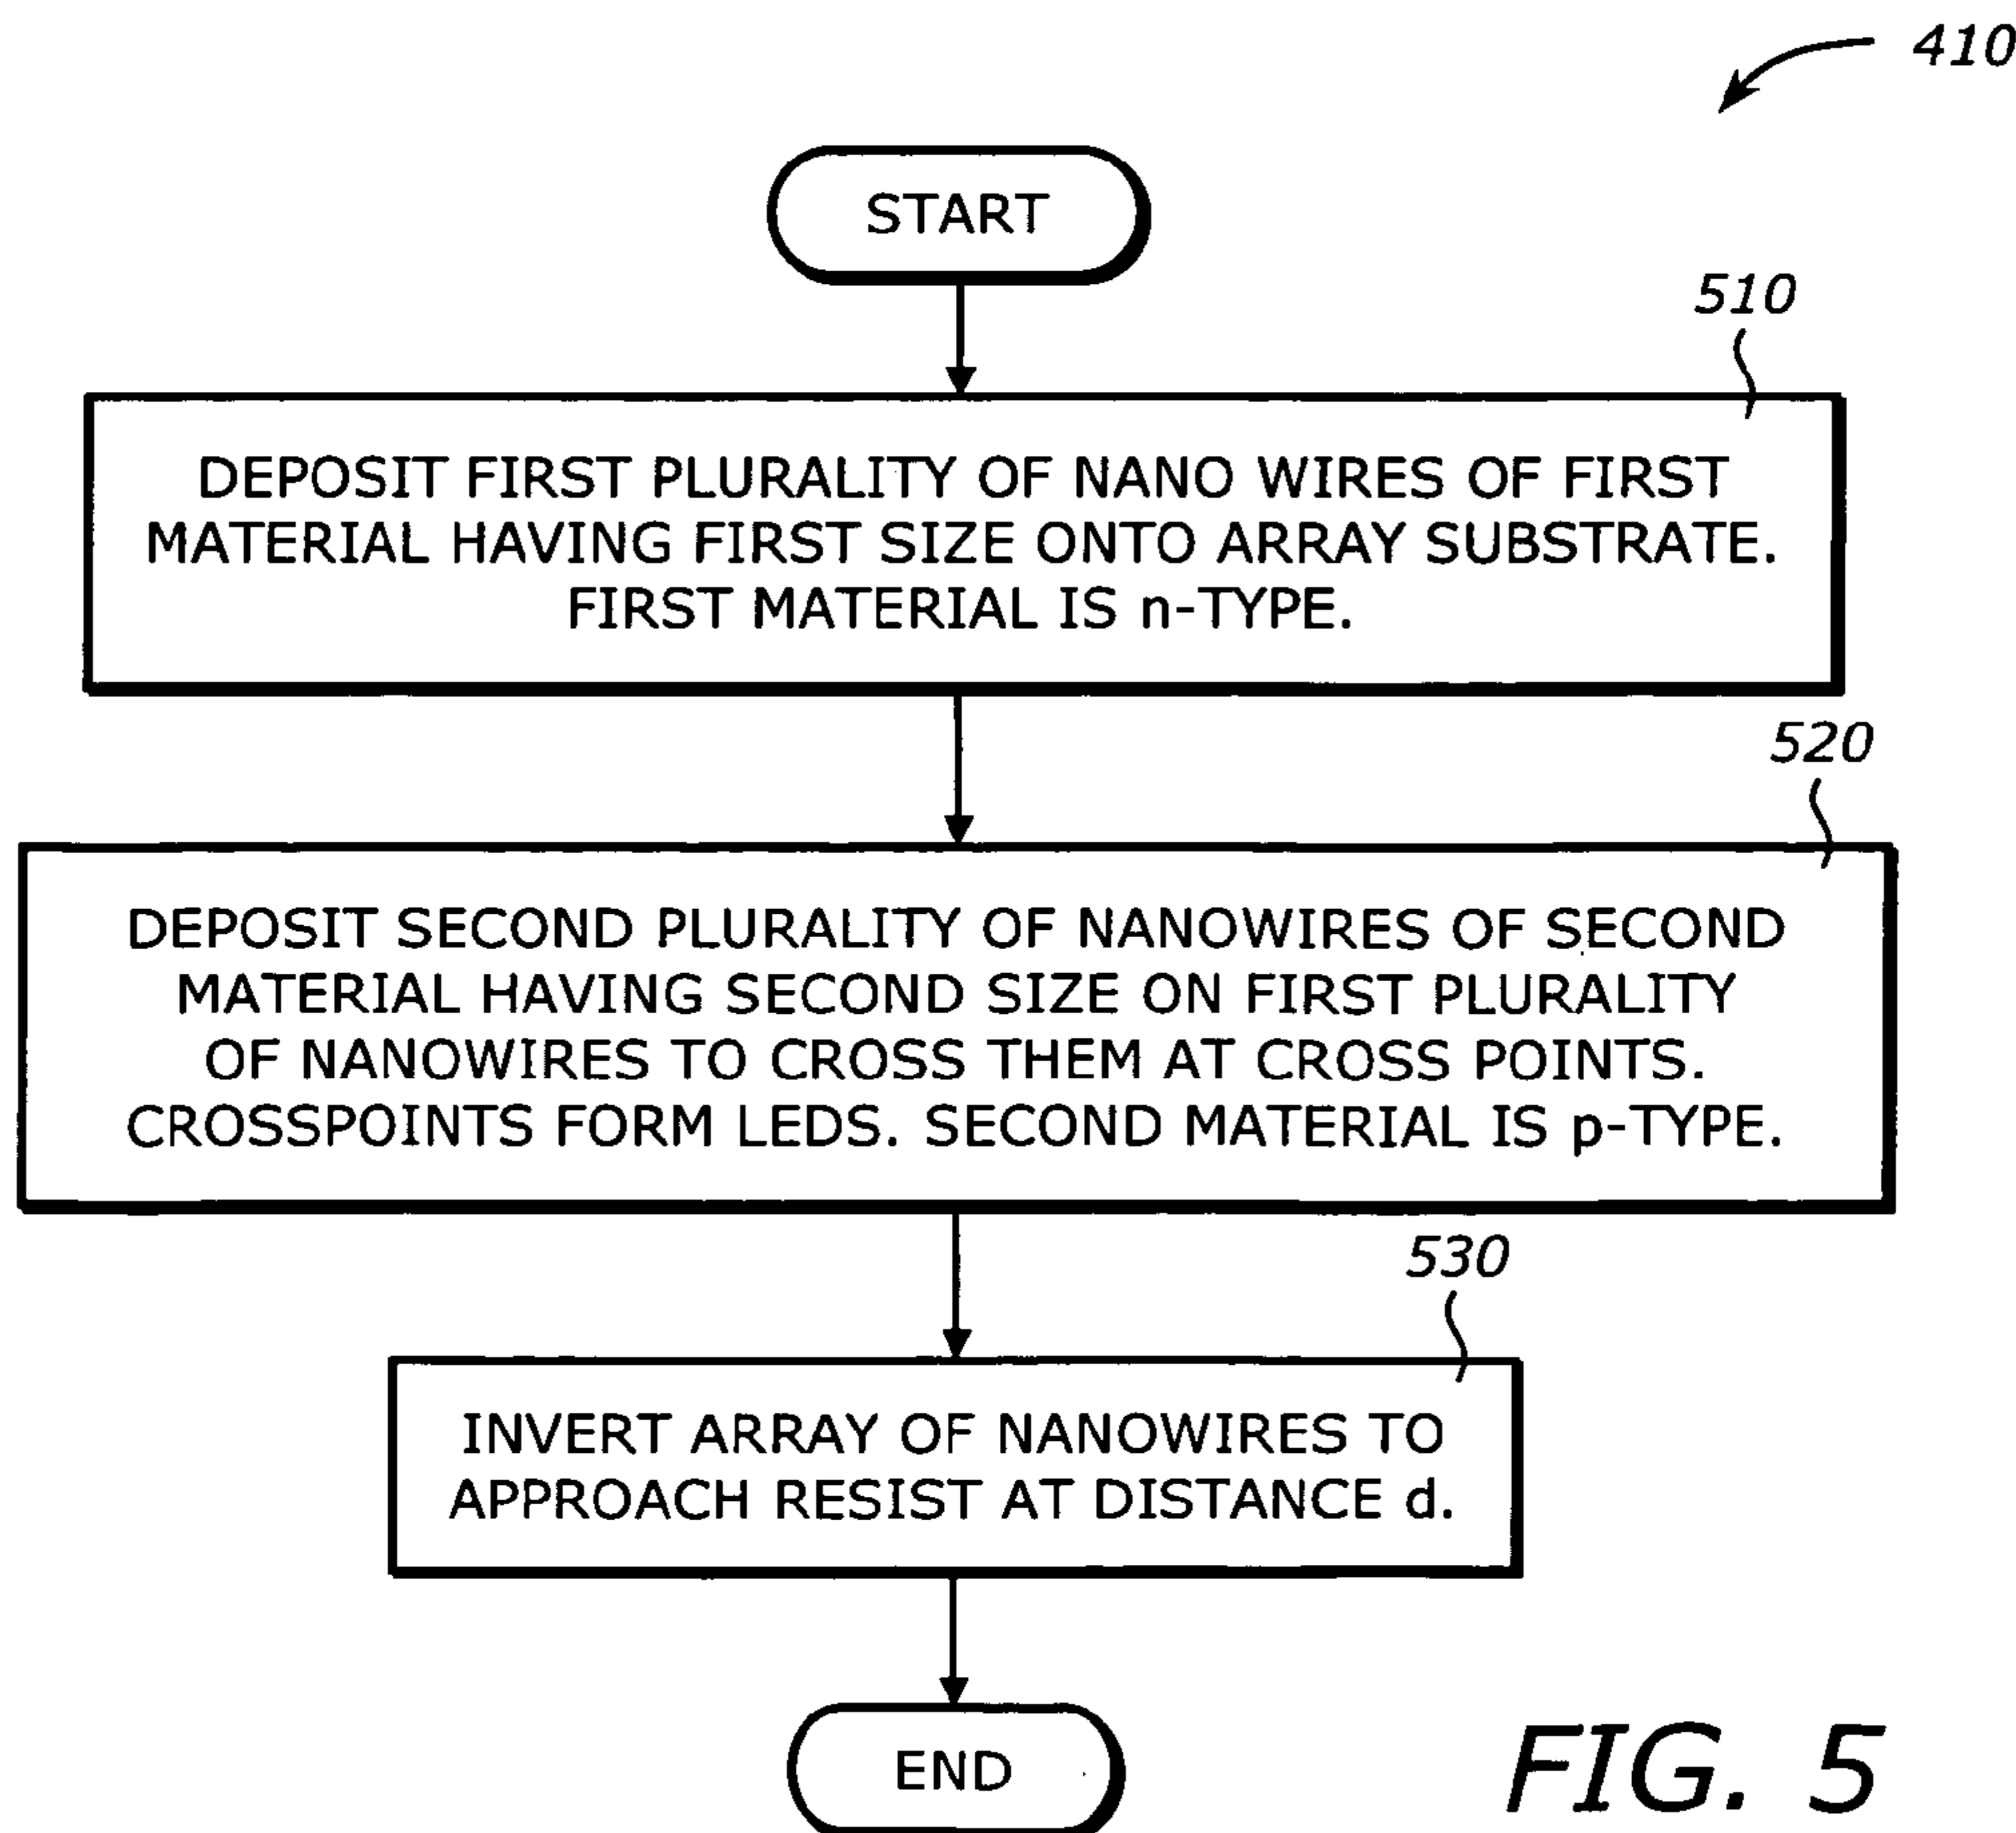 410
START
510
DEPOSIT FIRST PLURALITY OF NANO WIRES OF FIRST
MATERIAL HAVING FIRST SIZE ONTO ARRAY SUBSTRATE.
FIRST MATERIAL IS n-TYPE.
520
DEPOSIT SECOND PLURALITY OF NANOWIRES OF SECOND
MATERIAL HAVING SECOND SIZE ON FIRST PLURALITY
OF NANOWIRES TO CROSS THEM AT CROSS POINTS.
CROSSPOINTS FORM LEDS. SECOND MATERIAL IS p-TYPE.
530
INVERT ARRAY OF NANOWIRES TO
APPROACH RESIST AT DISTANCE d.
END
FIG. 5